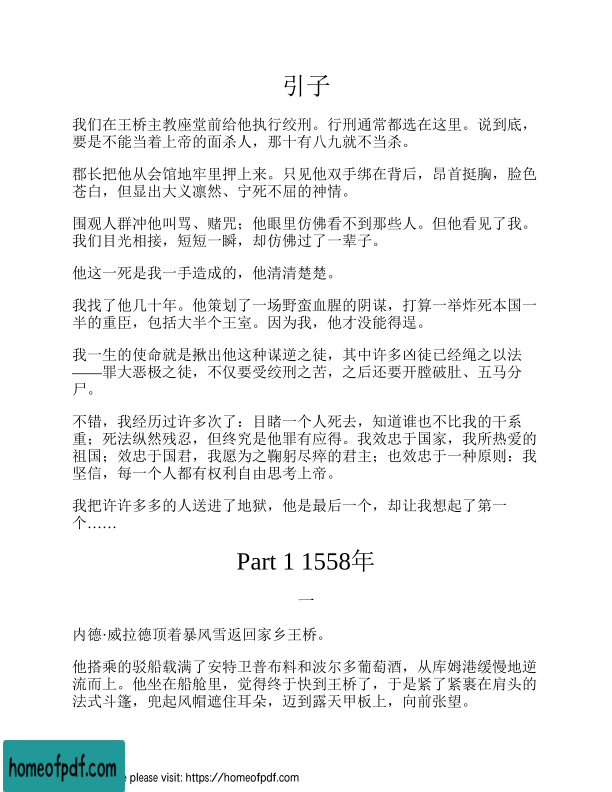 引子
我们在王桥主教座堂前给他执行绞刑。行刑通常都选在这里。说到底，
要是不能当着上帝的面杀人，那十有八九就不当杀。
郡长把他从会馆地牢里押上来。只见他双手绑在背后，昂首挺胸，脸色
苍白，但显出大义凛然、宁死不屈的神情。
围观人群冲他叫骂、赌咒；他眼里仿佛看不到那些人。但他看见了我。
我们目光相接，短短一瞬，却仿佛过了一辈子。
他这一死是我一手造成的，他清清楚楚。
我找了他几十年。他策划了一场野蛮血腥的阴谋，打算一举炸死本国一
半的重臣，包括大半个王室。因为我，他才没能得逞。
我一生的使命就是揪出他这种谋逆之徒，其中许多凶徒已经绳之以法
——罪大恶极之徒，不仅要受绞刑之苦，之后还要开膛破肚、五马分
尸。
不错，我经历过许多次了：目睹一个人死去，知道谁也不比我的干系
重；死法纵然残忍，但终究是他罪有应得。我效忠于国家，我所热爱的
祖国；效忠于国君，我愿为之鞠躬尽瘁的君主；也效忠于一种原则：我
坚信，每一个人都有权利自由思考上帝。
我把许许多多的人送进了地狱，他是最后一个，却让我想起了第一
个……
Part 1 1558年
一
内德·威拉德顶着暴风雪返回家乡王桥。
他搭乘的驳船载满了安特卫普布料和波尔多葡萄酒，从库姆港缓慢地逆
流而上。他坐在船舱里，觉得终于快到王桥了，于是紧了紧裹在肩头的
法式斗篷，兜起风帽遮住耳朵，迈到露天甲板上，向前张望。
homeofpdf.com
e please visit: https://homeofpdf.com